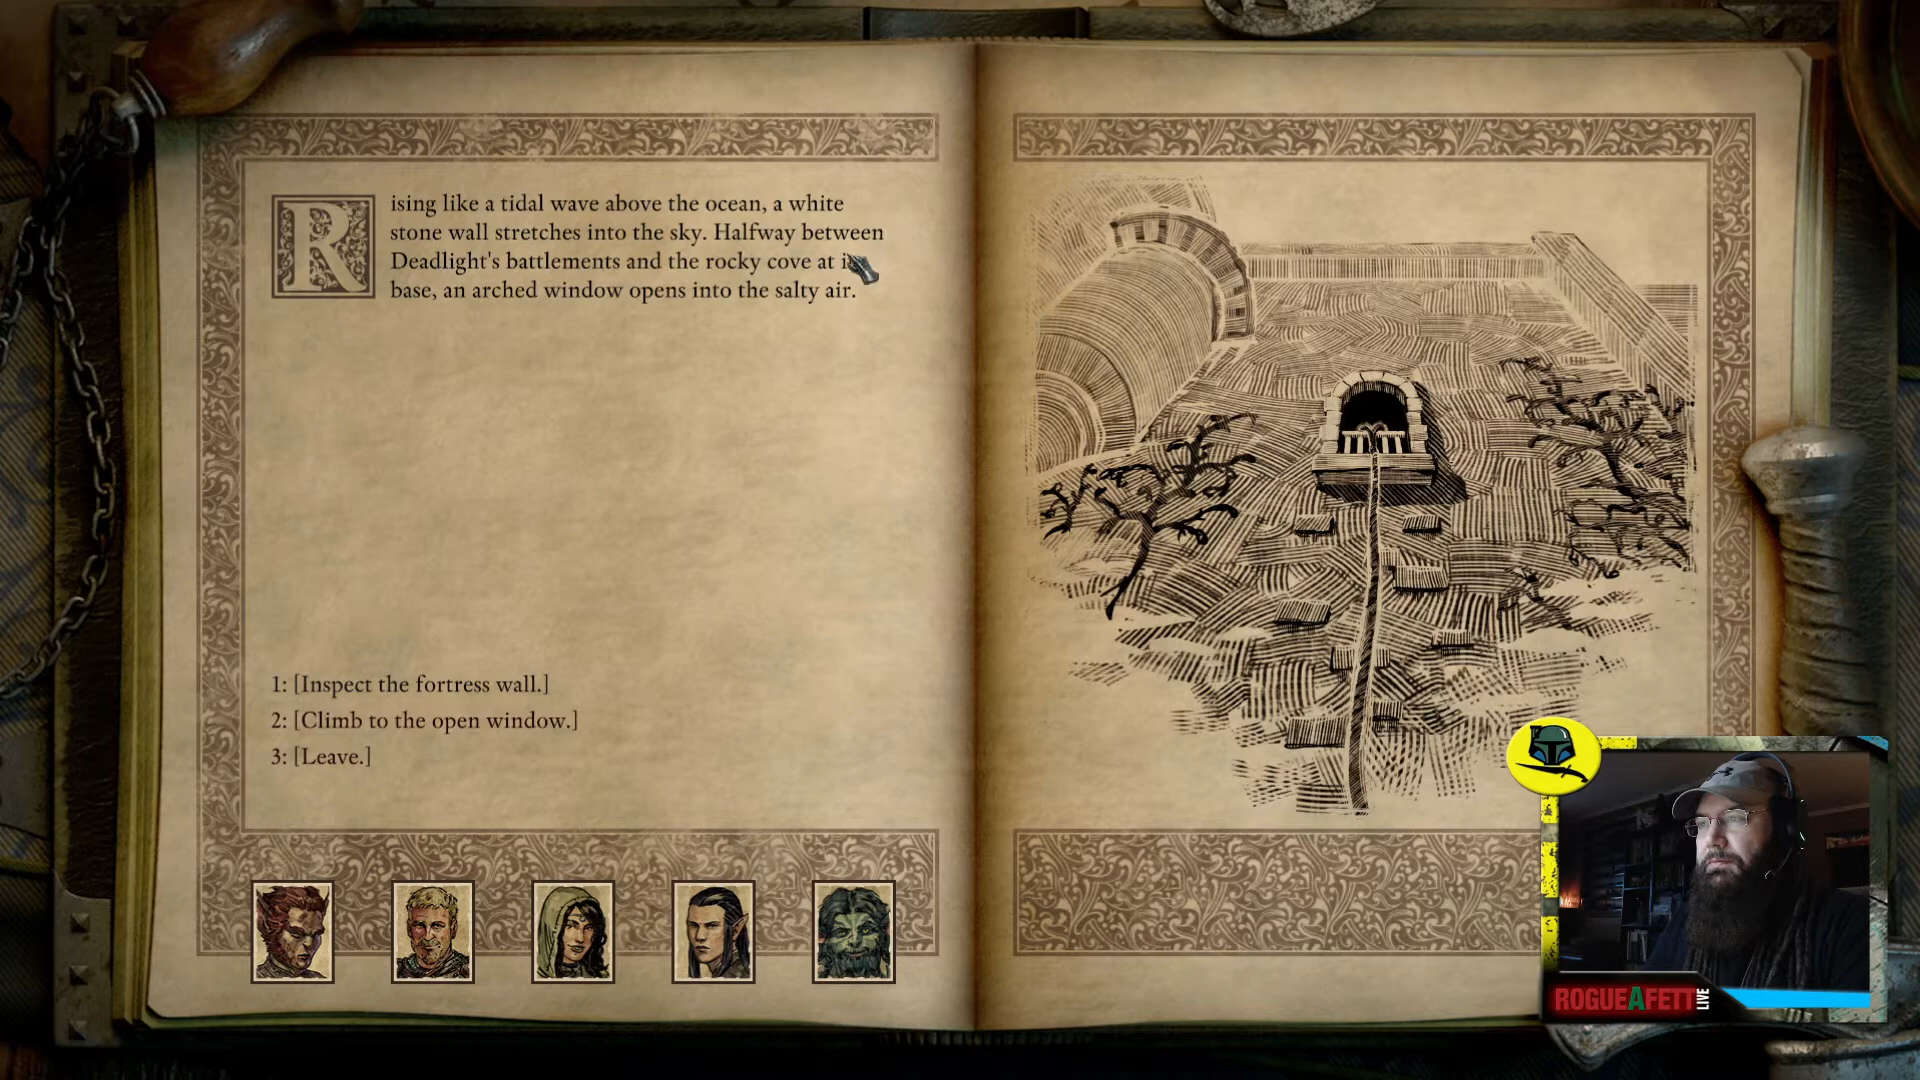 Rising like a tidal wave above the ocean, a white
stone wall stretches into the sky. Halfway between
Deadlight's battlements and the rocky cove at
base, an arched window opens into the salty air.
1: [Inspect the fortress wall.]
2: [Climb to the open window.]
3: [Leave.]
ROGUEAFETT LIVE